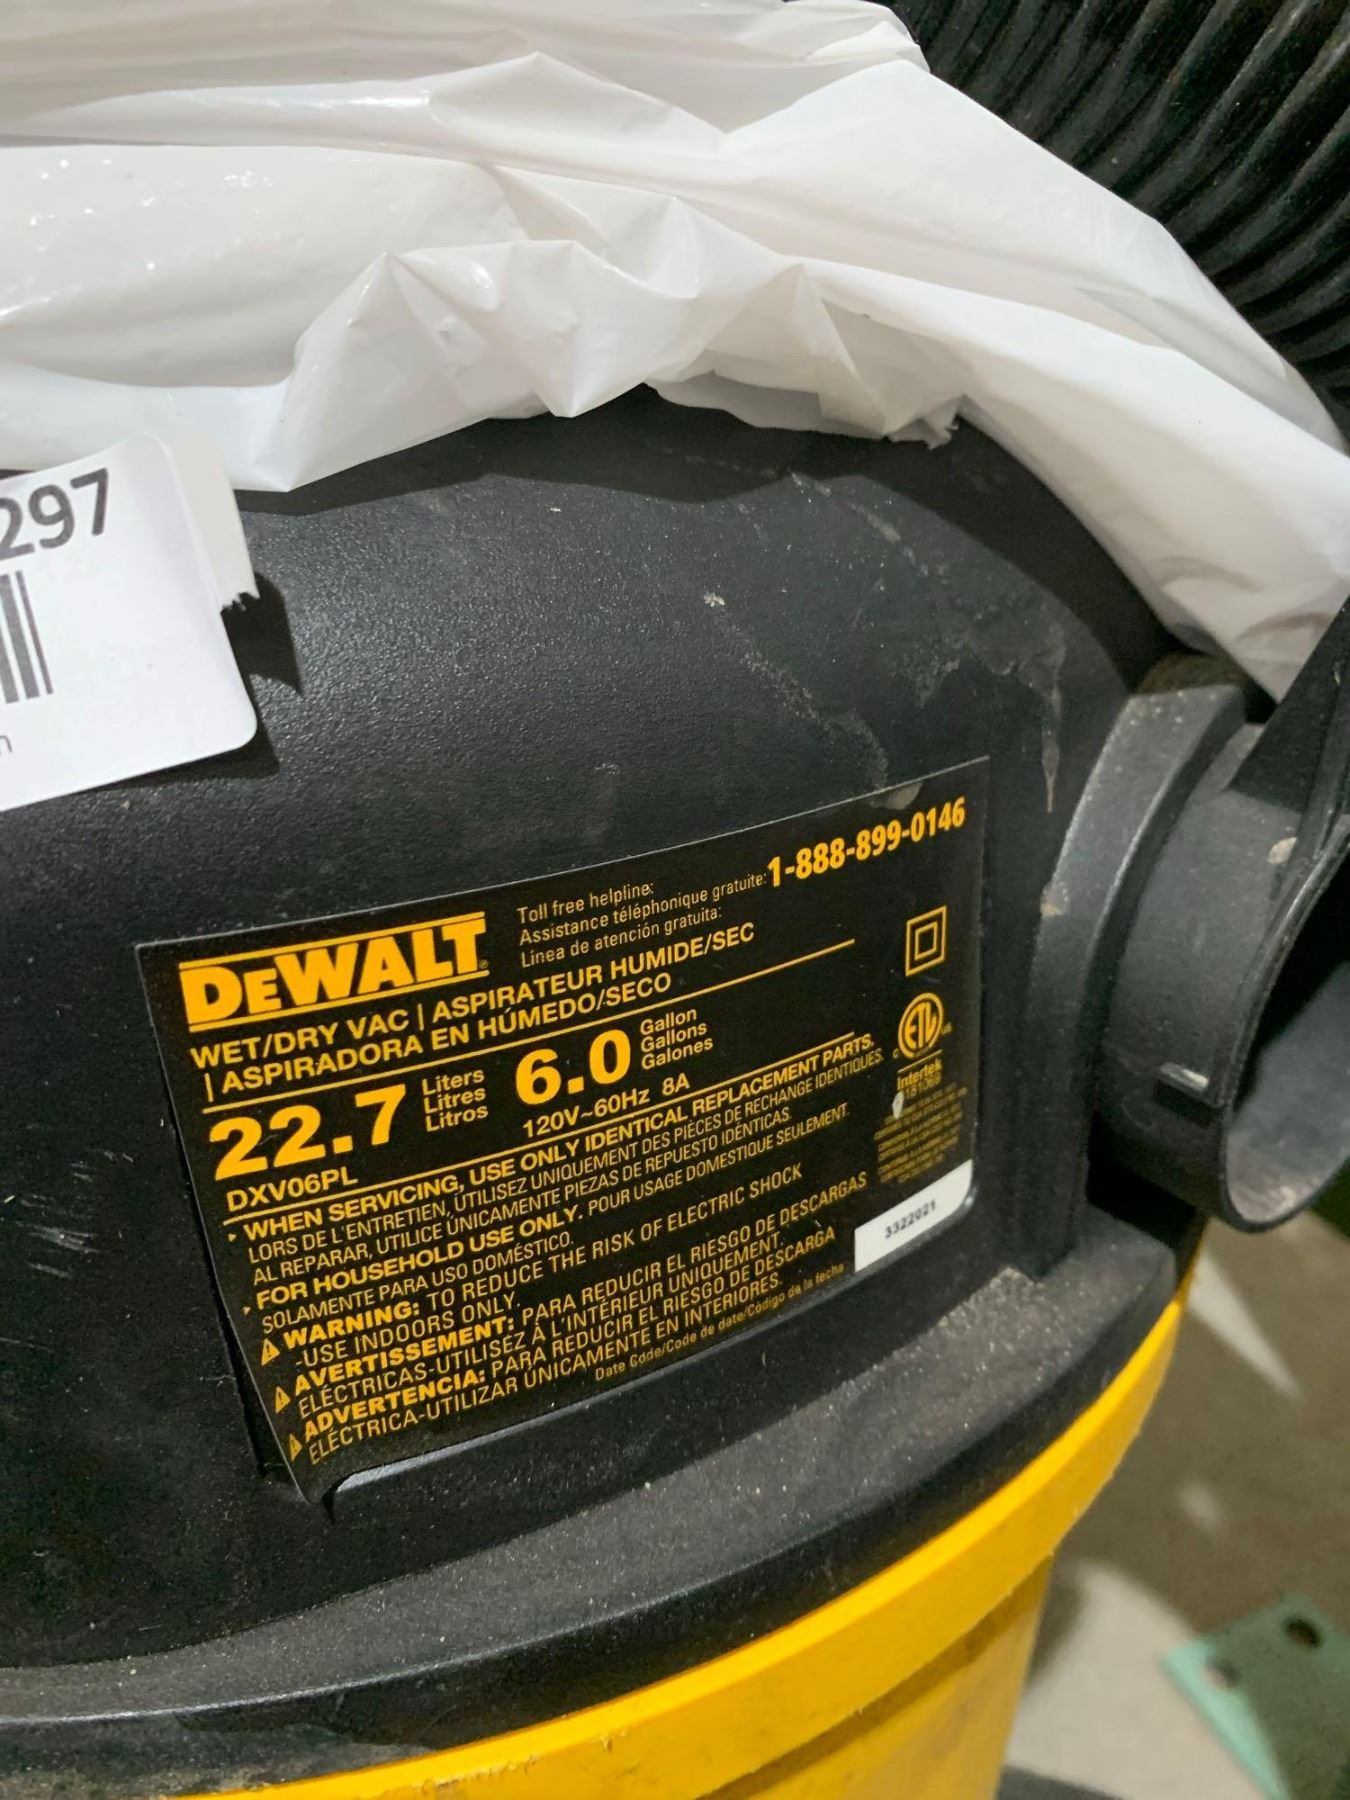 297
Toll free helpline:
Assistance téléphonique gratuite: 1-888-899-0146
Línea de atención gratuita:
DEWALT
WET/DRY VAC | ASPIRATEUR HUMIDE/SEC
| ASPIRADORA EN HÚMEDO/SECO
22.7 Liters Litres Litros 6.0 Gallon Gallons Galones
120V~60Hz 8A
DXV06PL
WHEN SERVICING, USE ONLY IDENTICAL REPLACEMENT PARTS.
LORS DE L'ENTRETIEN, UTILISEZ UNIQUEMENT DES PIÈCES DE RECHANGE IDENTIQUES.
AL REPARAR, UTILICE ÚNICAMENTE PIEZAS DE REPUESTO IDÉNTICAS.
FOR HOUSEHOLD USE ONLY. POUR USAGE DOMESTIQUE SEULEMENT.
SOLAMENTE PARA USO DOMÉSTICO.
WARNING: TO REDUCE THE RISK OF ELECTRIC SHOCK
-USE INDOORS ONLY.
AVERTISSEMENT: PARA REDUCIR EL RIESGO DE DESCARGAS
ELÉCTRICAS-UTILISEZ À L'INTÉRIEUR UNIQUEMENT.
ADVERTENCIA: PARA REDUCIR EL RIESGO DE DESCARGA
ELÉCTRICA-UTILIZAR ÚNICAMENTE EN INTERIORES.
Date Code/Code de date/Código de la fecha
C ETL US
Intertek
3322021